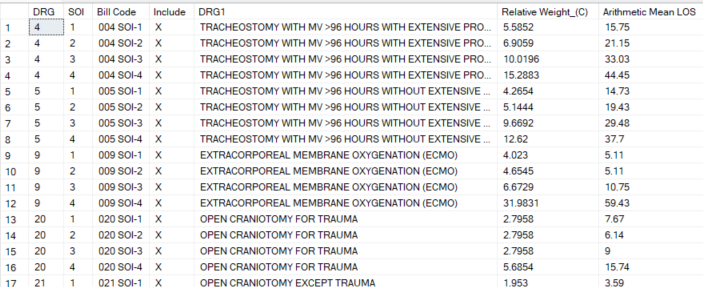 DRG SOI Bill Code Include DRG1 Relative Weight_(C) Arithmetic Mean LOS
1 4 1 004 SOI-1 X TRACHEOSTOMY WITH MV >96 HOURS WITH EXTENSIVE PRO... 5.5852 15.75
2 4 2 004 SOI-2 X TRACHEOSTOMY WITH MV >96 HOURS WITH EXTENSIVE PRO... 6.9059 21.15
3 4 3 004 SOI-3 X TRACHEOSTOMY WITH MV >96 HOURS WITH EXTENSIVE PRO... 10.0196 33.03
4 4 4 004 SOI-4 X TRACHEOSTOMY WITH MV >96 HOURS WITH EXTENSIVE PRO... 15.2883 44.45
5 5 1 005 SOI-1 X TRACHEOSTOMY WITH MV >96 HOURS WITHOUT EXTENSIVE ... 4.2654 14.73
6 5 2 005 SOI-2 X TRACHEOSTOMY WITH MV >96 HOURS WITHOUT EXTENSIVE ... 5.1444 19.43
7 5 3 005 SOI-3 X TRACHEOSTOMY WITH MV >96 HOURS WITHOUT EXTENSIVE ... 9.6692 29.48
8 5 4 005 SOI-4 X TRACHEOSTOMY WITH MV >96 HOURS WITHOUT EXTENSIVE ... 12.62 37.7
9 9 1 009 SOI-1 X EXTRACORPOREAL MEMBRANE OXYGENATION (ECMO) 4.023 5.11
10 9 2 009 SOI-2 X EXTRACORPOREAL MEMBRANE OXYGENATION (ECMO) 4.6545 5.11
11 9 3 009 SOI-3 X EXTRACORPOREAL MEMBRANE OXYGENATION (ECMO) 6.6729 10.75
12 9 4 009 SOI-4 X EXTRACORPOREAL MEMBRANE OXYGENATION (ECMO) 31.9831 59.43
13 20 1 020 SOI-1 X OPEN CRANIOTOMY FOR TRAUMA 2.7958 7.67
14 20 2 020 SOI-2 X OPEN CRANIOTOMY FOR TRAUMA 2.7958 6.14
15 20 3 020 SOI-3 X OPEN CRANIOTOMY FOR TRAUMA 2.7958 9
16 20 4 020 SOI-4 X OPEN CRANIOTOMY FOR TRAUMA 5.6854 15.74
17 21 1 021 SOI-1 X OPEN CRANIOTOMY EXCEPT TRAUMA 1.953 3.59